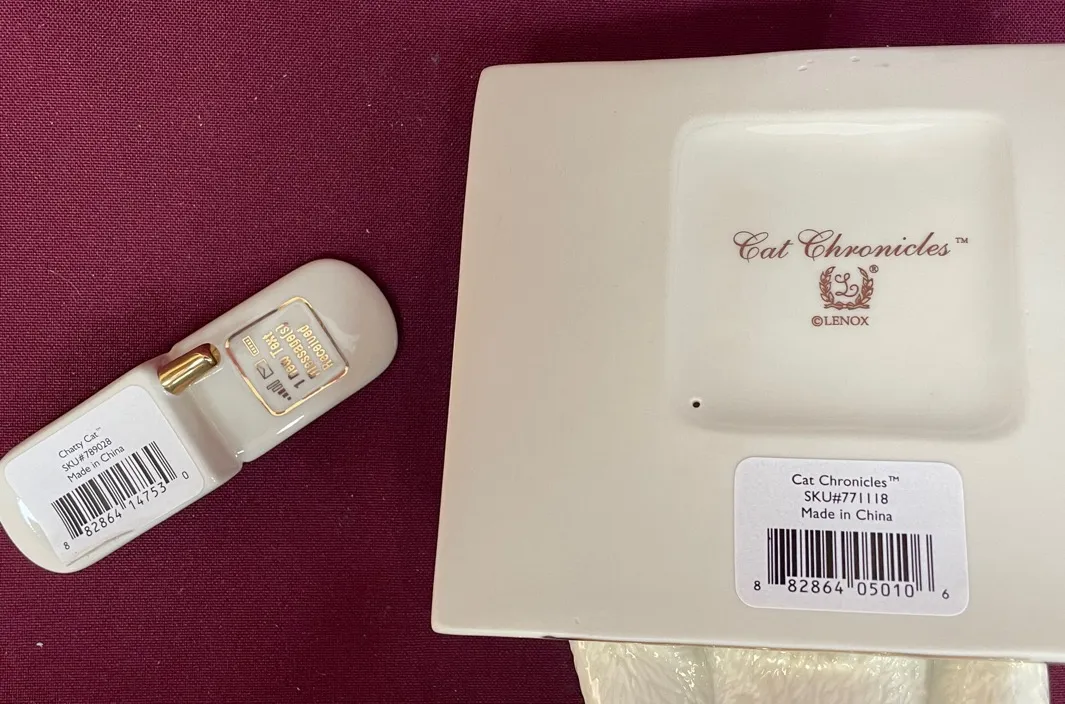 1 New Text
Message(s)
Received
Chatty Cat™
SKU#789028
Made in China
8 82864 14753 0
Cat Chronicles™
L®
©LENOX
Cat Chronicles™
SKU#771118
Made in China
8 82864 05010 6